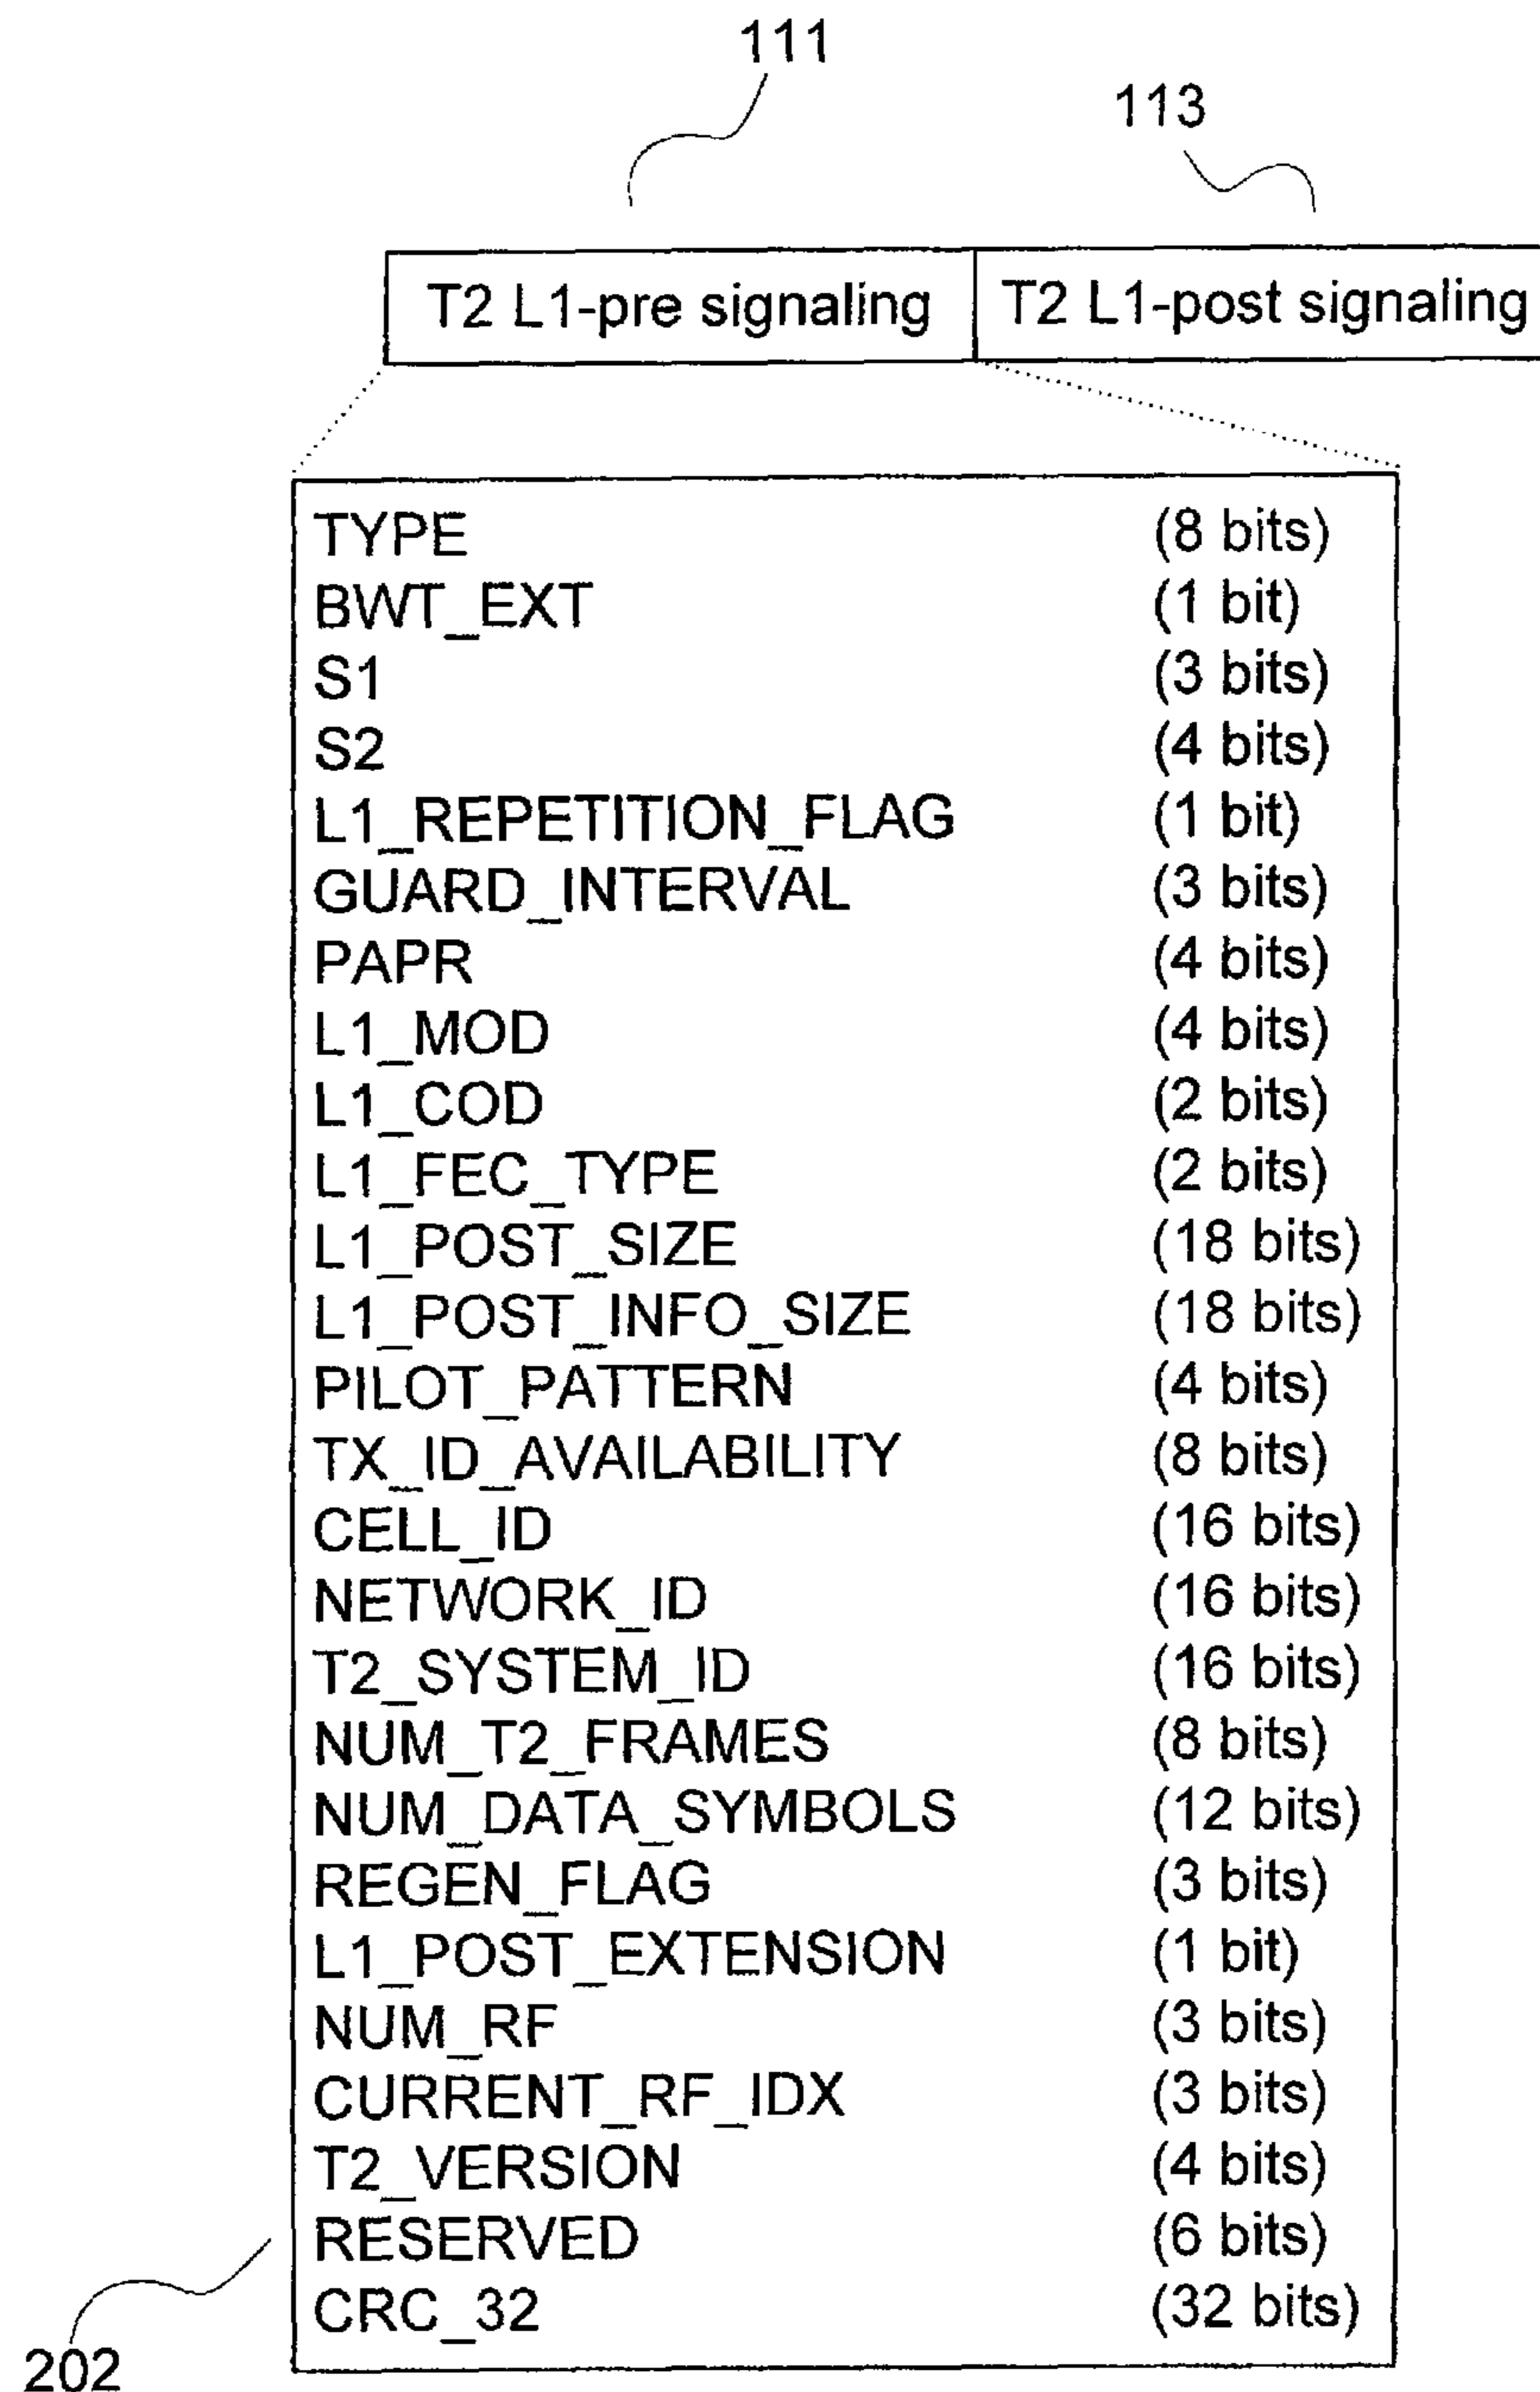 111
113
T2 L1-pre signaling T2 L1-post signaling
TYPE (8 bits)
BWT_EXT (1 bit)
S1 (3 bits)
S2 (4 bits)
L1_REPETITION_FLAG (1 bit)
GUARD_INTERVAL (3 bits)
PAPR (4 bits)
L1_MOD (4 bits)
L1_COD (2 bits)
L1_FEC_TYPE (2 bits)
L1_POST_SIZE (18 bits)
L1_POST_INFO_SIZE (18 bits)
PILOT_PATTERN (4 bits)
TX_ID_AVAILABILITY (8 bits)
CELL_ID (16 bits)
NETWORK_ID (16 bits)
T2_SYSTEM_ID (16 bits)
NUM_T2_FRAMES (8 bits)
NUM_DATA_SYMBOLS (12 bits)
REGEN_FLAG (3 bits)
L1_POST_EXTENSION (1 bit)
NUM_RF (3 bits)
CURRENT_RF_IDX (3 bits)
T2_VERSION (4 bits)
RESERVED (6 bits)
CRC_32 (32 bits)
202